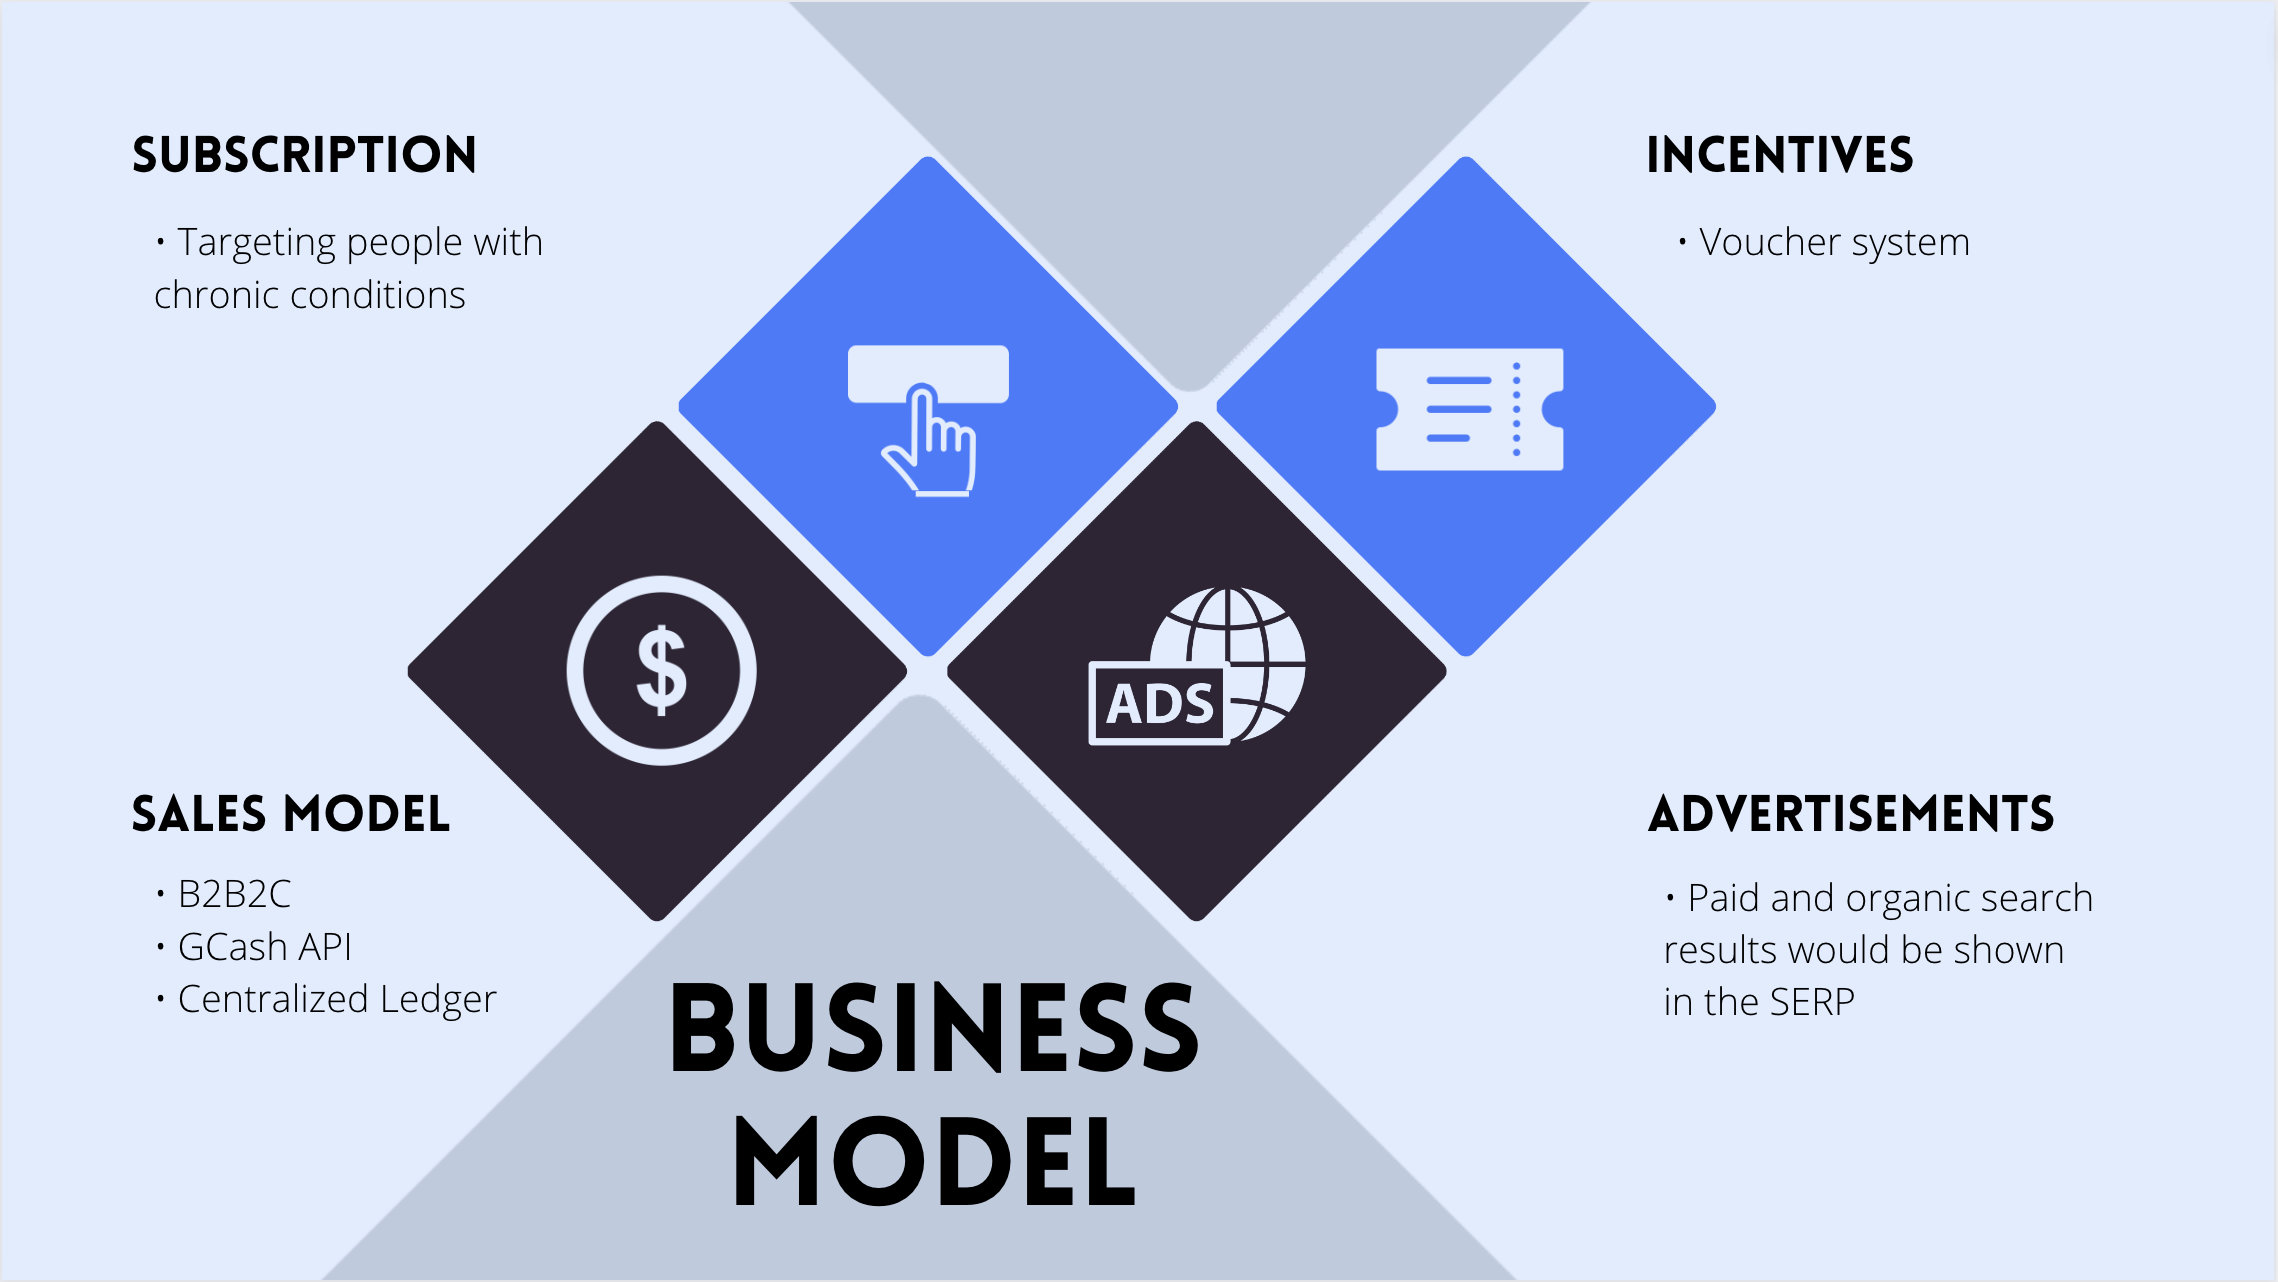 SUBSCRIPTION
• Targeting people with
chronic conditions
INCENTIVES
• Voucher system
$
ADS
SALES MODEL
• B2B2C
• GCash API
• Centralized Ledger
ADVERTISEMENTS
• Paid and organic search
results would be shown
in the SERP
BUSINESS
MODEL